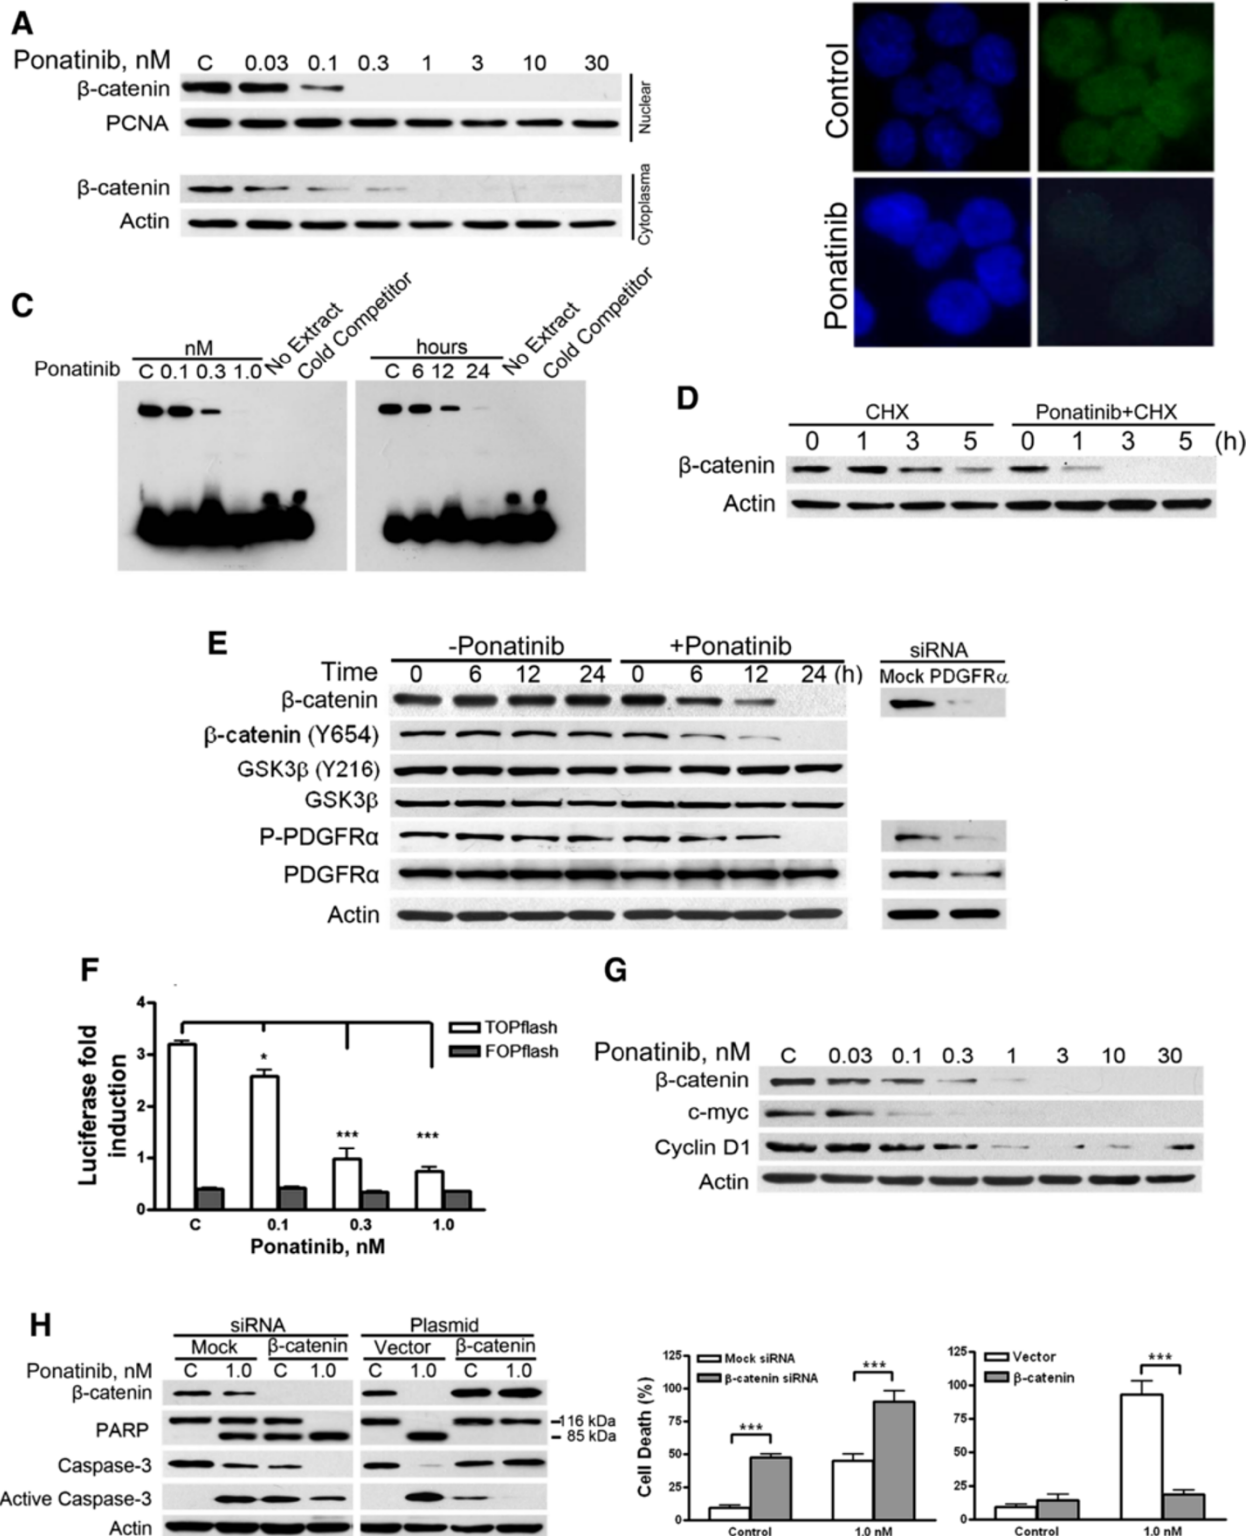 A
Ponatinib, nM C 0.03 0.1 0.3 1 3 10 30
β-catenin
PCNA
Nuclear
β-catenin
Actin
Cytoplasma
Control
Ponatinib
C
nM No Extract Cold Competitor
hours No Extract Cold Competitor
Ponatinib C 0.1 0.3 1.0
C 6 12 24
D
CHX Ponatinib+CHX
0 1 3 5 0 1 3 5 (h)
β-catenin
Actin
E
-Ponatinib +Ponatinib
Time 0 6 12 24 0 6 12 24 (h)
siRNA
Mock PDGFRα
β-catenin
β-catenin (Y654)
GSK3β (Y216)
GSK3β
P-PDGFRα
PDGFRα
Actin
F
Luciferase fold
induction
4
3
2
1
0
* *** ***
TOPflash
FOPflash
C 0.1 0.3 1.0
Ponatinib, nM
G
Ponatinib, nM C 0.03 0.1 0.3 1 3 10 30
β-catenin
c-myc
Cyclin D1
Actin
H
siRNA Plasmid
Mock β-catenin Vector β-catenin
Ponatinib, nM C 1.0 C 1.0 C 1.0 C 1.0
β-catenin
PARP
116 kDa
85 kDa
Caspase-3
Active Caspase-3
Actin
Cell Death (%)
125
100
75
50
25
0
Mock siRNA
β-catenin siRNA
*** ***
Control 1.0 nM
125
100
75
50
25
0
Vector
β-catenin
***
Control 1.0 nM